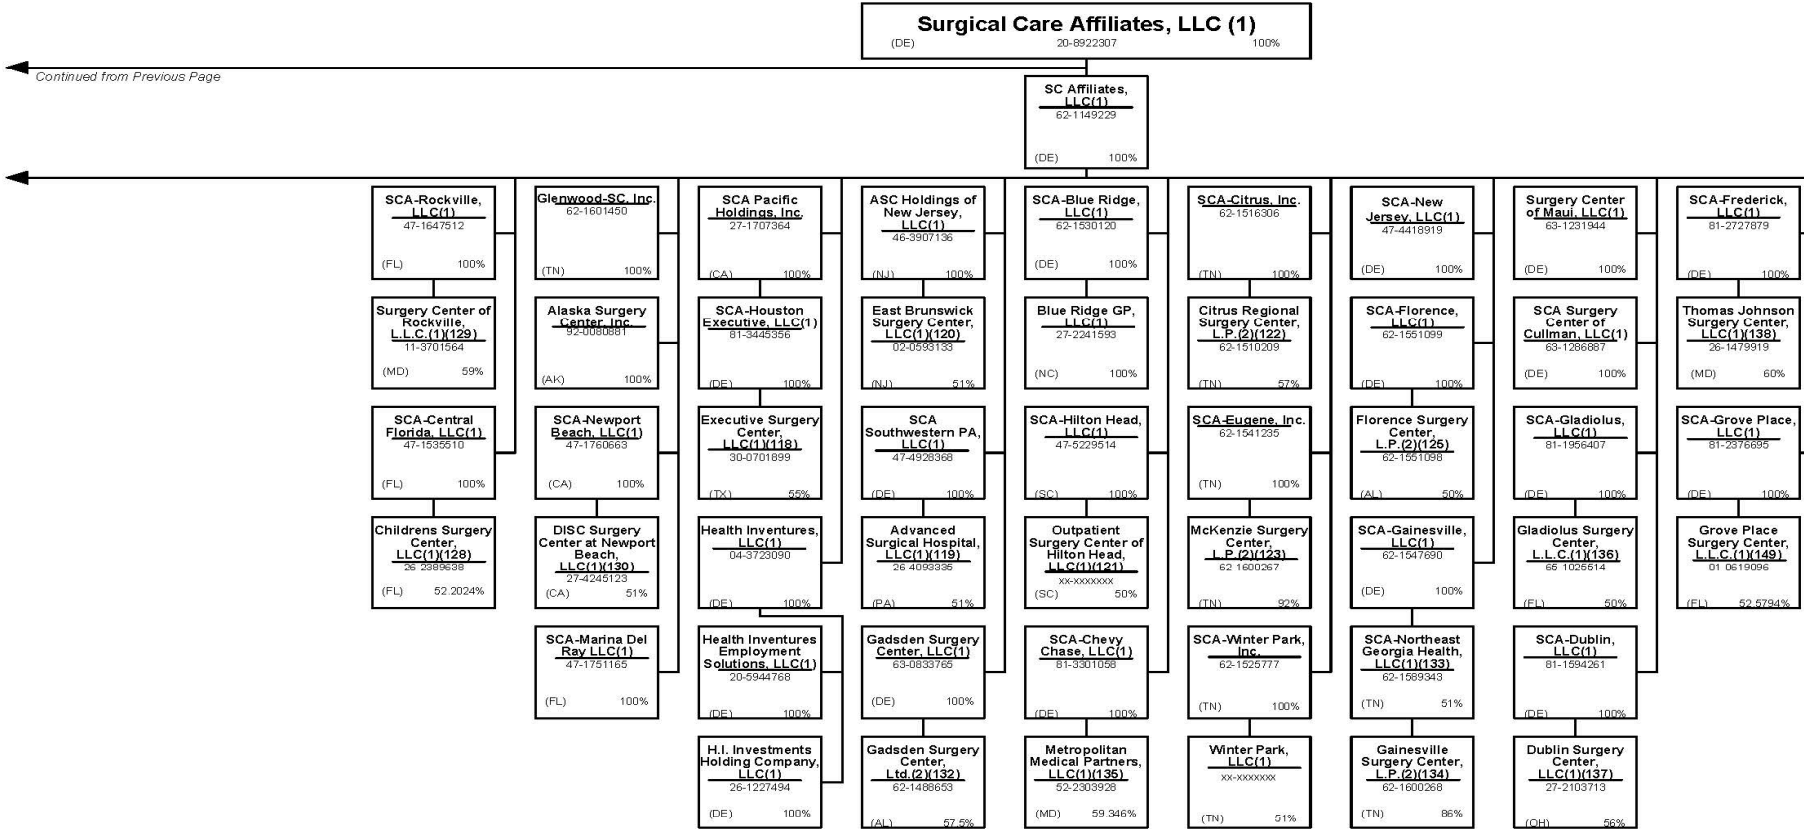 Surgical Care Affiliates, LLC (1)
(DE) 20-8922307 100%
Continued from Previous Page
SC Affiliates,
LLC(1)
62-1149229
(DE) 100%
SCA-Rockville,
LLC(1)
47-1647512
(FL) 100%
Surgery Center of
Rockville,
L.L.C.(1)(129)
11-3701564
(MD) 59%
SCA-Central
Florida, LLC(1)
47-1535510
(FL) 100%
Childrens Surgery
Center,
LLC(1)(128)
26-2389638
(FL) 52.2024%
Glenwood-SC, Inc.
62-1601450
(TN) 100%
Alaska Surgery
Center, Inc.
92-0080881
(AK) 100%
SCA-Newport
Beach, LLC(1)
47-1760663
(CA) 100%
DISC Surgery
Center at Newport
Beach,
LLC(1)(130)
27-4245123
(CA) 51%
SCA-Marina Del
Ray LLC(1)
47-1751165
(FL) 100%
SCA Pacific
Holdings, Inc.
27-1707364
(CA) 100%
SCA-Houston
Executive, LLC(1)
81-3445356
(DE) 100%
Executive Surgery
Center,
LLC(1)(118)
30-0701899
(TX) 55%
Health Inventures,
LLC(1)
04-3723090
(DE) 100%
Health Inventures
Employment
Solutions, LLC(1)
20-5944768
(DE) 100%
H.I. Investments
Holding Company,
LLC(1)
26-1227494
(DE) 100%
ASC Holdings of
New Jersey,
LLC(1)
46-3907136
(NJ) 100%
East Brunswick
Surgery Center,
LLC(1)(120)
02-0593133
(NJ) 51%
SCA
Southwestern PA,
LLC(1)
47-4928368
(DE) 100%
Advanced
Surgical Hospital,
LLC(1)(119)
26-4093335
(PA) 51%
Gadsden Surgery
Center, LLC(1)
63-0833765
(DE) 100%
Gadsden Surgery
Center,
Ltd.(2)(132)
62-1488653
(AL) 57.5%
SCA-Blue Ridge,
LLC(1)
62-1530120
(DE) 100%
Blue Ridge GP,
LLC(1)
27-2241593
(NC) 100%
SCA-Hilton Head,
LLC(1)
47-5229514
(SC) 100%
Outpatient
Surgery Center of
Hilton Head,
LLC(1)(121)
xx-xxxxxxx
(SC) 50%
SCA-Chevy
Chase, LLC(1)
81-3301058
(DE) 100%
Metropolitan
Medical Partners,
LLC(1)(135)
52-2303928
(MD) 59.346%
SCA-Citrus, Inc.
62-1516306
(TN) 100%
Citrus Regional
Surgery Center,
L.P.(2)(122)
62-1510209
(TN) 57%
SCA-Eugene, Inc.
62-1541235
(TN) 100%
McKenzie Surgery
Center,
L.P.(2)(123)
62-1600267
(TN) 92%
SCA-Winter Park,
Inc.
62-1525777
(TN) 100%
Winter Park,
LLC(1)
xx-xxxxxxx
(TN) 51%
SCA-New
Jersey, LLC(1)
47-4418919
(DE) 100%
SCA-Florence,
LLC(1)
62-1551099
(DE) 100%
Florence Surgery
Center,
L.P.(2)(125)
62-1551098
(AL) 50%
SCA-Gainesville,
LLC(1)
62-1547690
(DE) 100%
SCA-Northeast
Georgia Health,
LLC(1)(133)
62-1589343
(TN) 51%
Gainesville
Surgery Center,
L.P.(2)(134)
62-1600268
(TN) 86%
Surgery Center
of Maui, LLC(1)
63-1231944
(DE) 100%
SCA Surgery
Center of
Cullman, LLC(1)
63-1286887
(DE) 100%
SCA-Gladiolus,
LLC(1)
81-1956407
(DE) 100%
Gladiolus Surgery
Center,
L.L.C.(1)(136)
65-1025514
(FL) 50%
SCA-Dublin,
LLC(1)
81-1594261
(DE) 100%
Dublin Surgery
Center,
LLC(1)(137)
27-2103713
(OH) 56%
SCA-Frederick,
LLC(1)
81-2727879
(DE) 100%
Thomas Johnson
Surgery Center,
LLC(1)(138)
26-1479919
(MD) 60%
SCA-Grove Place,
LLC(1)
81-2376695
(DE) 100%
Grove Place
Surgery Center,
L.L.C.(1)(149)
01-0619096
(FL) 52.5794%